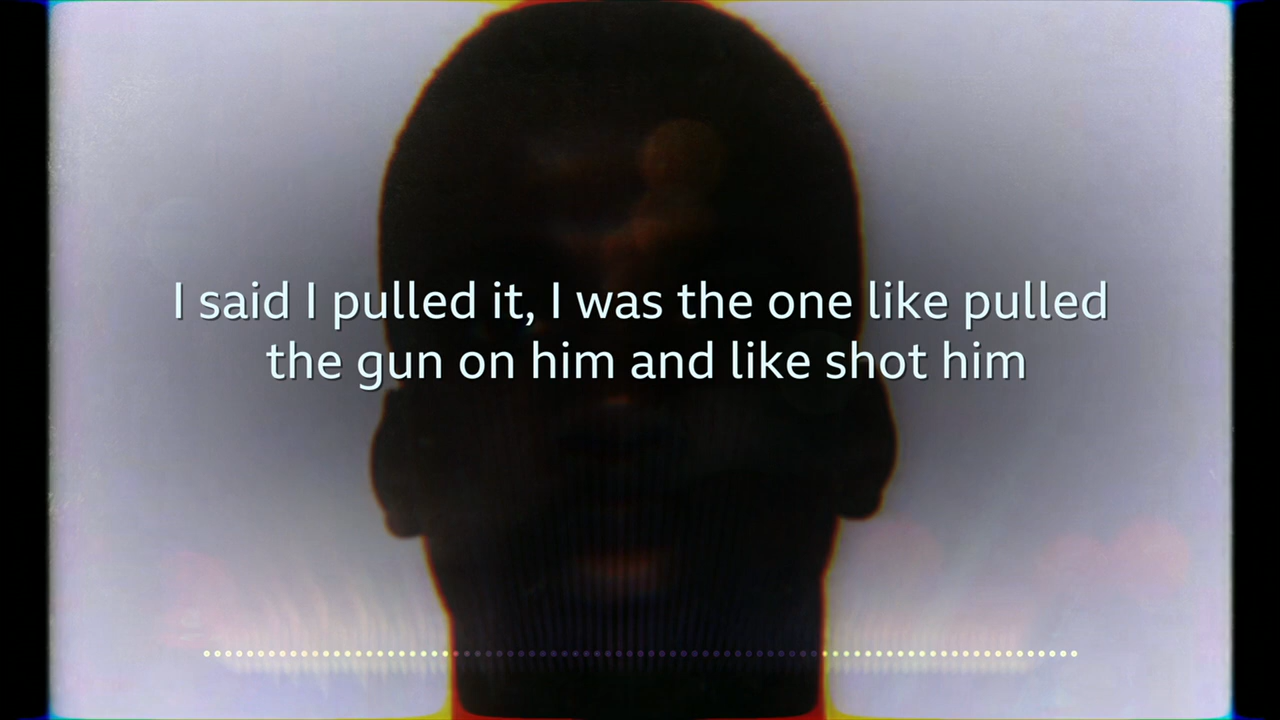 I said I pulled it, I was the one like pulled
the gun on him and like shot him